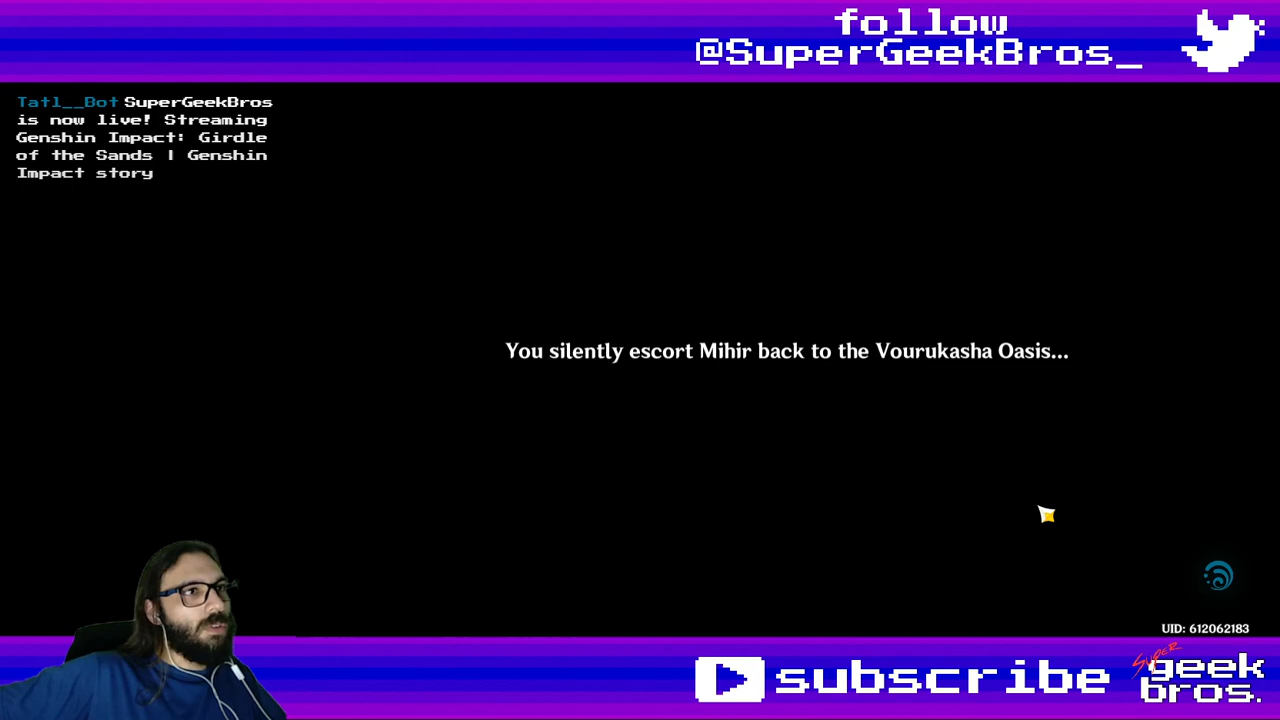 follow
@SuperGeekBros_
Tatl__Bot SuperGeekBros
is now live! Streaming
Genshin Impact: Girdle
of the Sands | Genshin
Impact story
You silently escort Mihir back to the Vourukasha Oasis...
UID: 612062183
subscribe
SUPER
geek
bros.